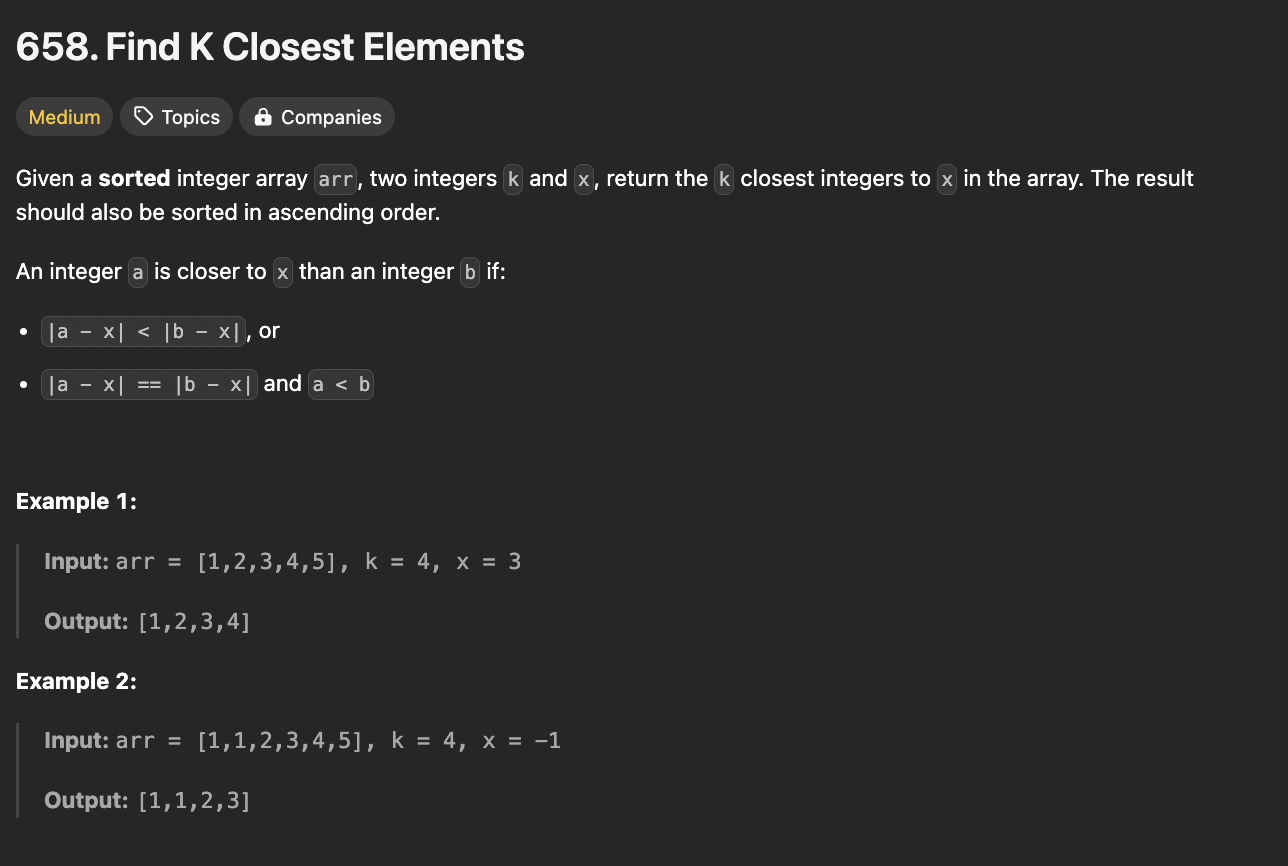 658. Find K Closest Elements
Medium
Topics
Companies
Given a sorted integer array arr, two integers k and x, return the k closest integers to x in the array. The result
should also be sorted in ascending order.
An integer a is closer to x than an integer b if:
• |a - x| < |b - x|, or
• |a - x| == |b - x| and a < b
Example 1:
Input: arr = [1,2,3,4,5], k = 4, x = 3
Output: [1,2,3,4]
Example 2:
Input: arr = [1,1,2,3,4,5], k = 4, x = -1
Output: [1,1,2,3]